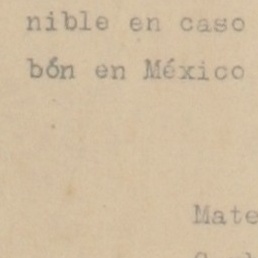 nible en caso
bón en México
Mate